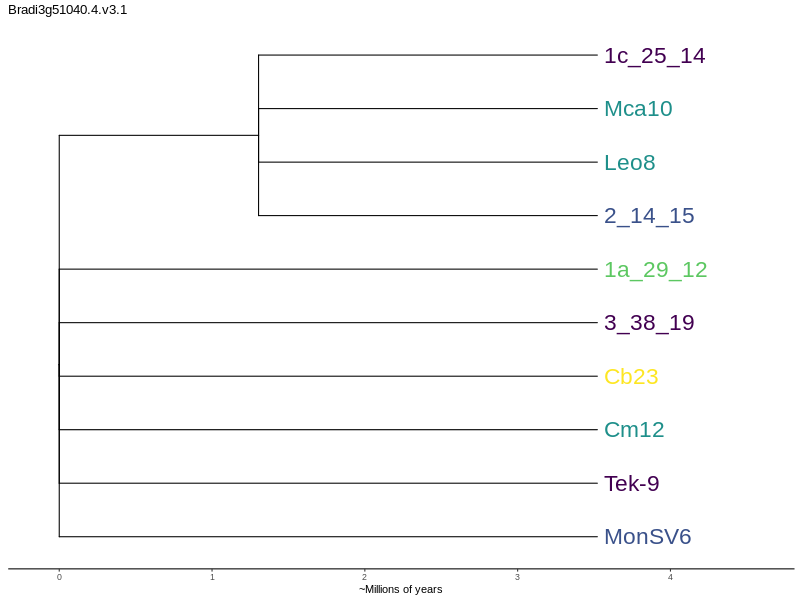 Bradi3g51040.4.v3.1
1c_25_14
Mca10
Leo8
2_14_15
1a_29_12
3_38_19
Cb23
Cm12
Tek-9
MonSV6
0 1 2 3 4
~Millions of years